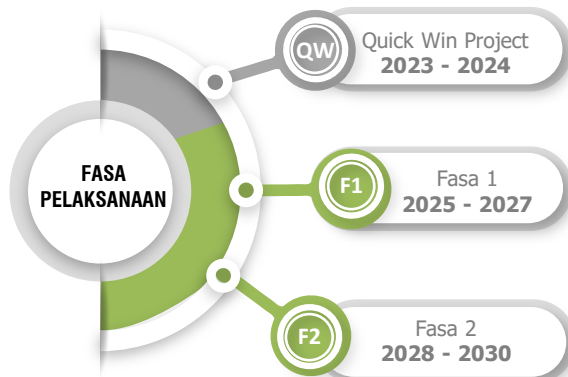 QW
Quick Win Project
2023 - 2024
FASA
PELAKSANAAN
F1
Fasa 1
2025 - 2027
F2
Fasa 2
2028 - 2030